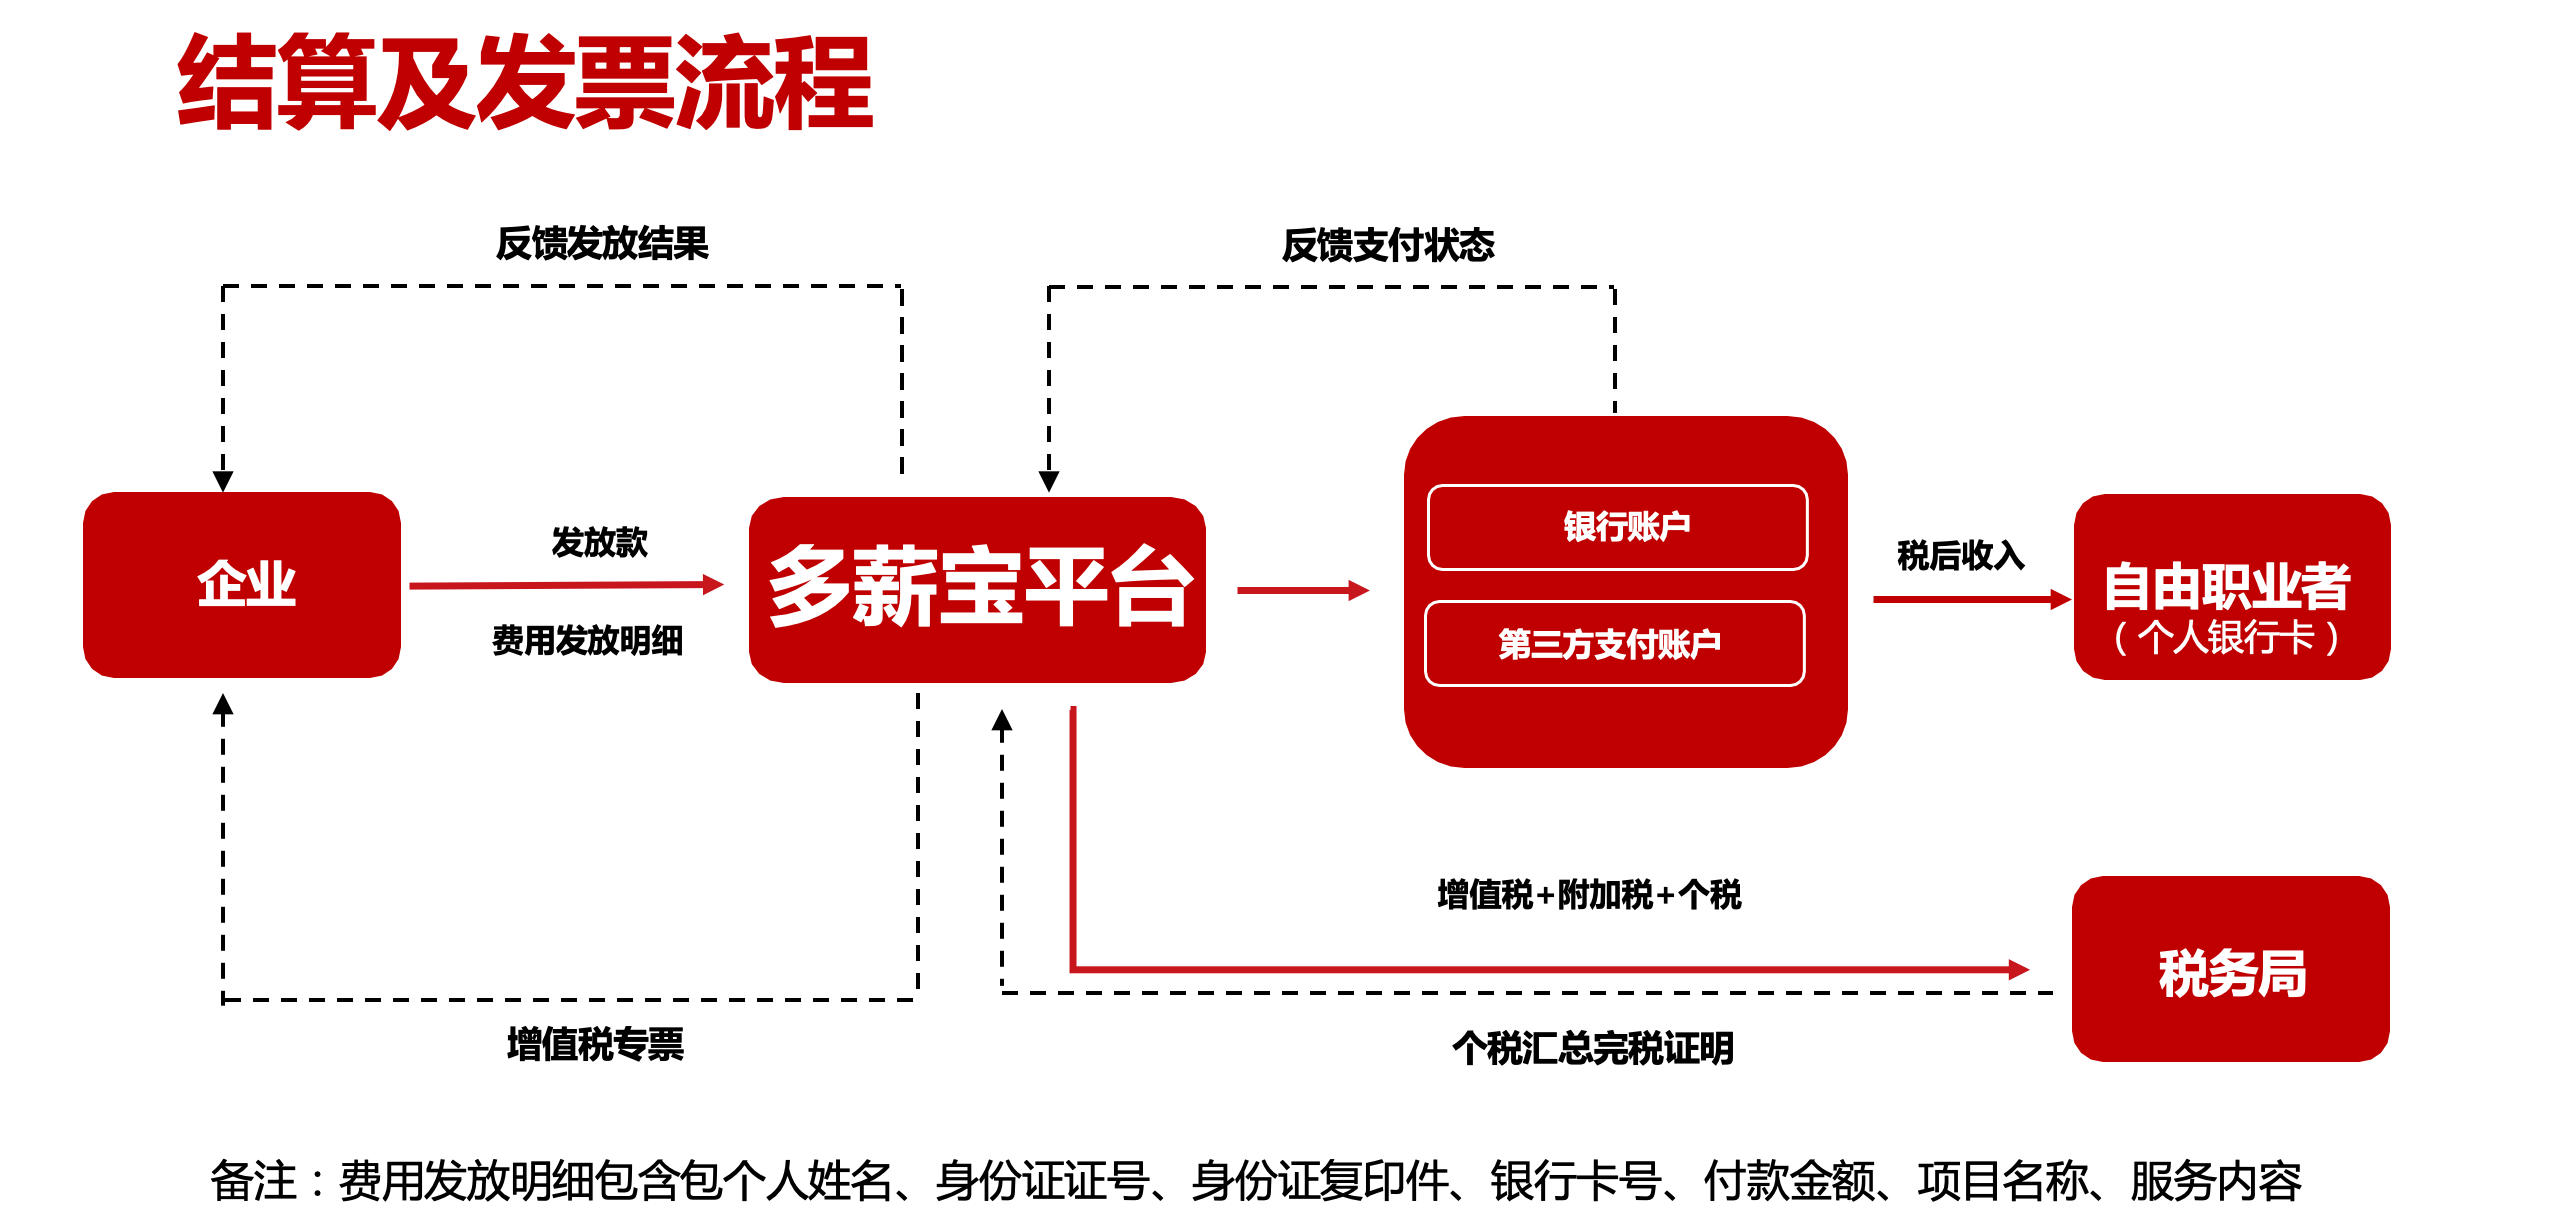 结算及发票流程
反馈发放结果
反馈支付状态
发放款
企业
费用发放明细
多薪宝平台
银行账户
第三方支付账户
税后收入
自由职业者
（个人银行卡）
增值税+附加税+个税
税务局
增值税专票
个税汇总完税证明
备注：费用发放明细包含包个人姓名、身份证证号、身份证复印件、银行卡号、付款金额、项目名称、服务内容